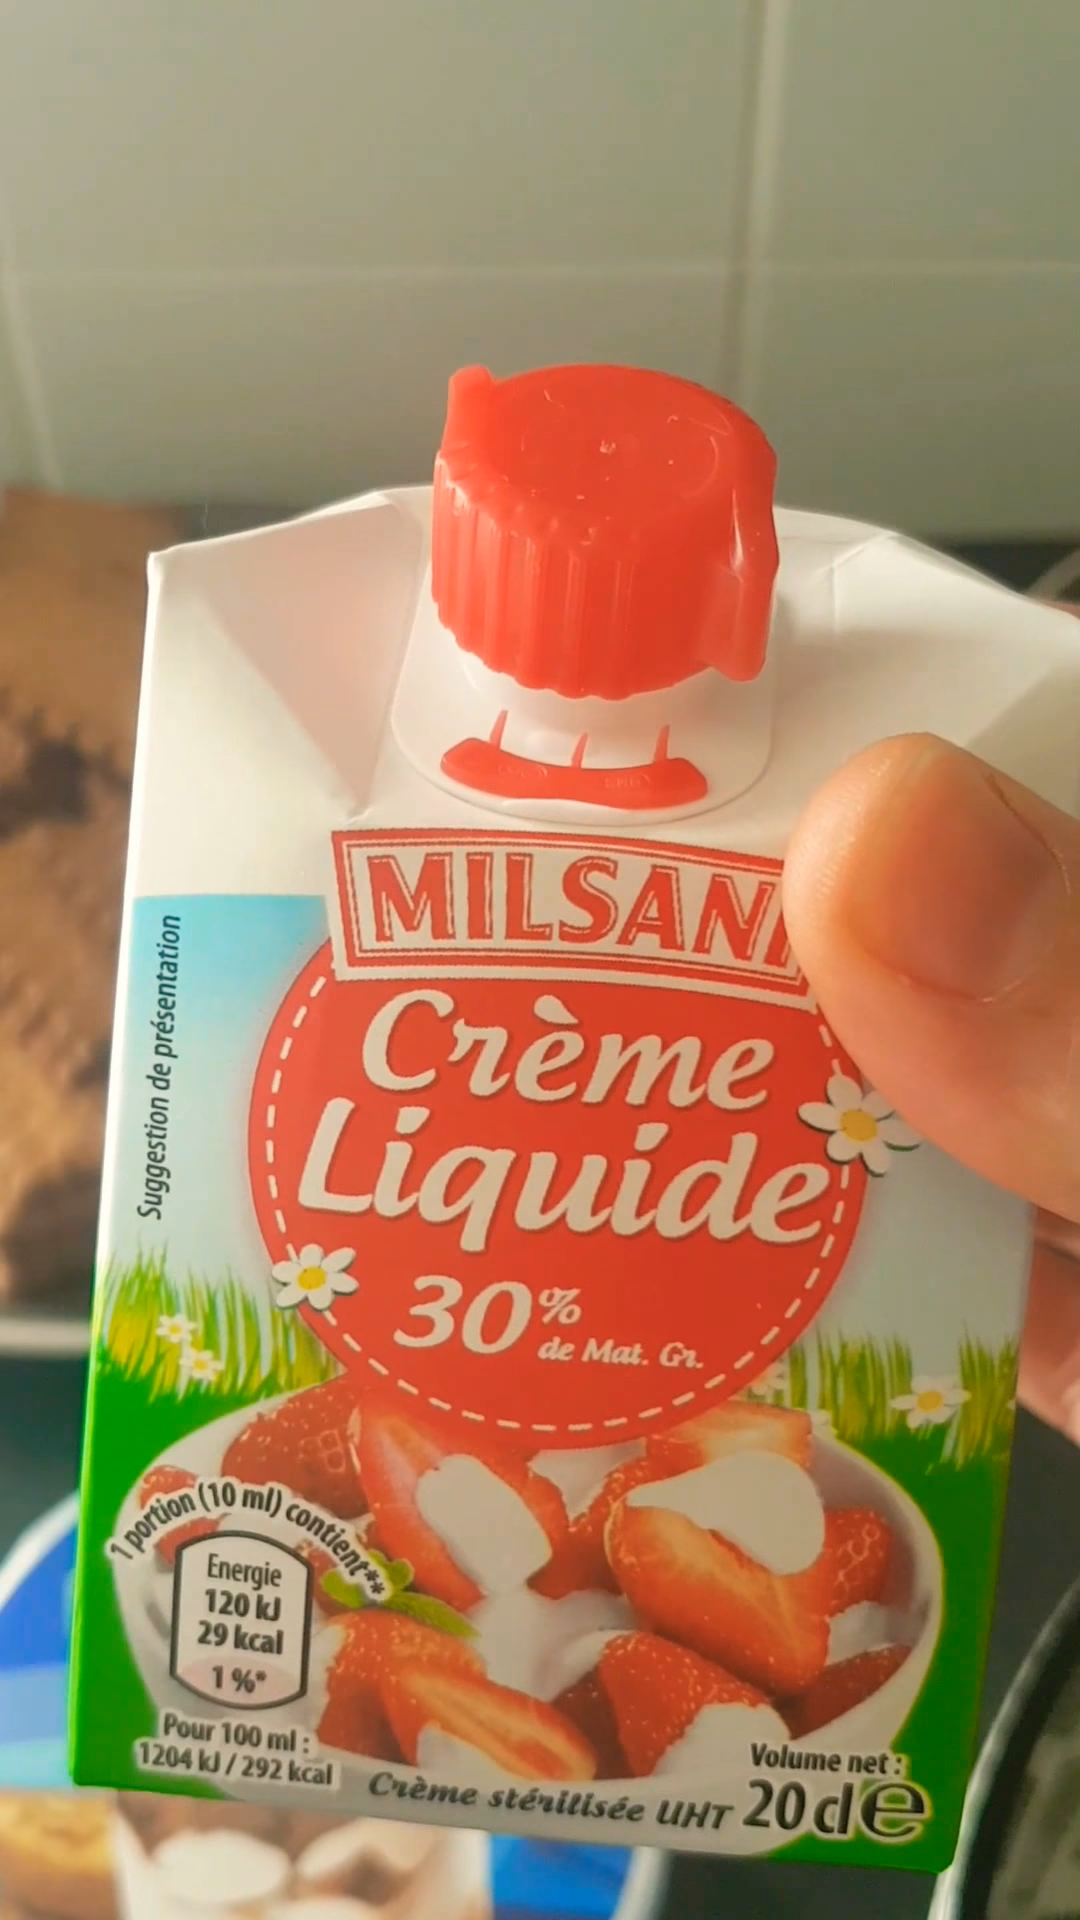 MILSAN
Crème
Liquide
30%
de Mat. Gr.
Suggestion de présentation
1 portion (10 ml) contient**
Energie
120 kJ
29 kcal
1 %*
Pour 100 ml :
1204 kJ / 292 kcal
Crème stérilisée UHT
Volume net :
20 cl e